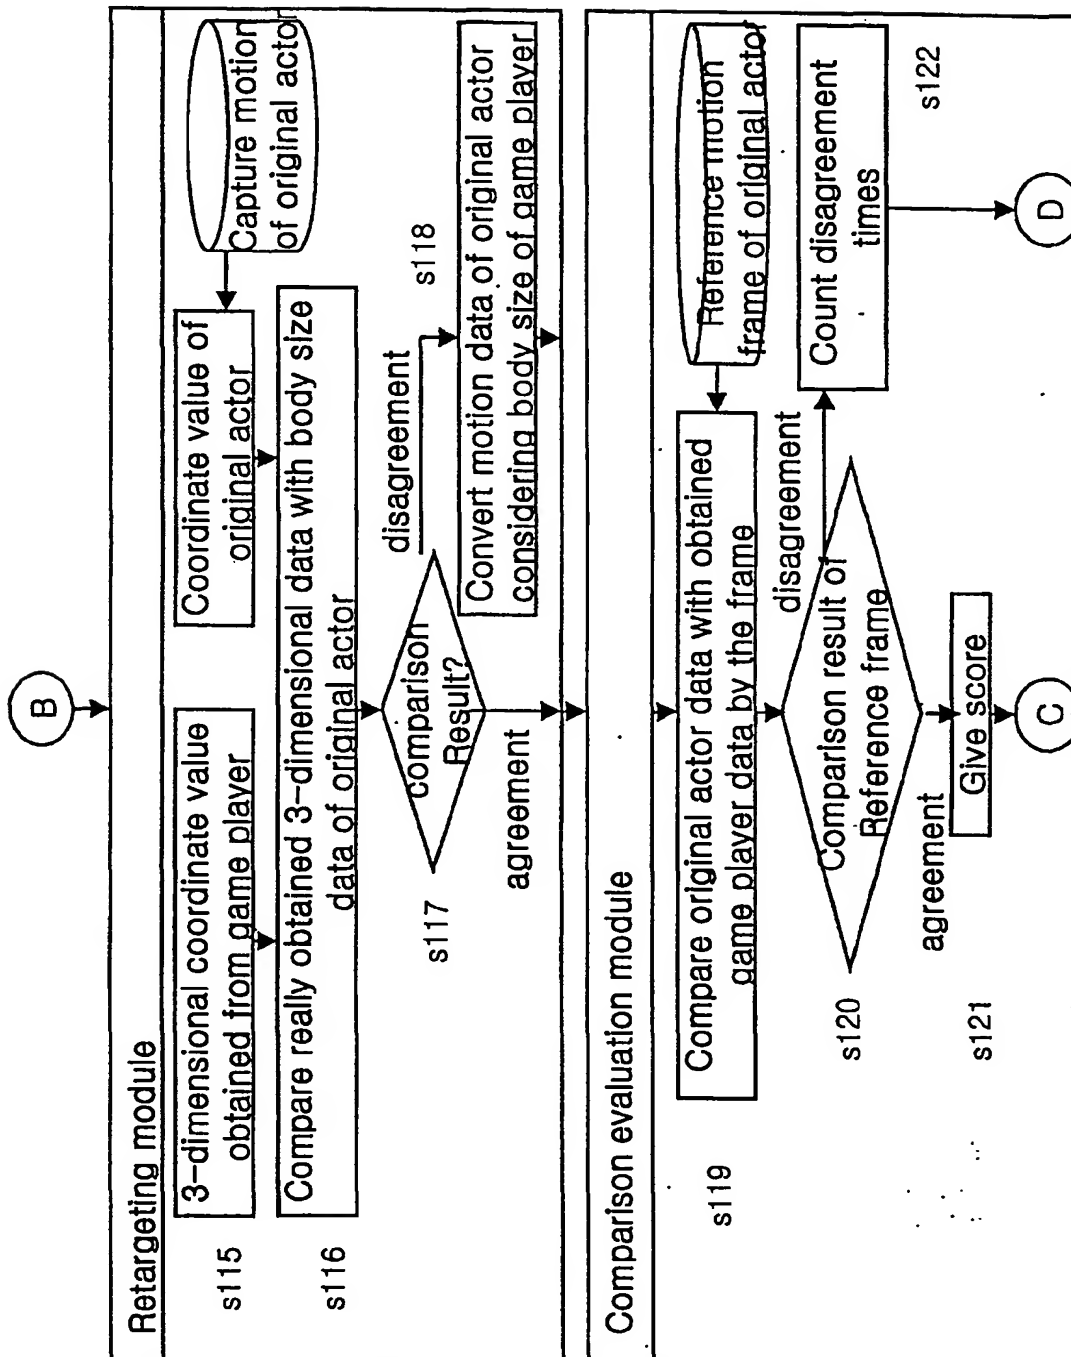 B
Retargeting module
s115
3-dimensional coordinate value
obtained from game player
Coordinate value of
original actor
Capture motion
of original actor
s116
Compare really obtained 3-dimensional data with body size
data of original actor
s117
comparison
Result?
disagreement
s118
Convert motion data of original actor
considering body size of game player
agreement
Comparison evaluation module
s119
Compare original actor data with obtained
game player data by the frame
Reference motion
frame of original actor
s120
Comparison result of
Reference frame
disagreement
Count disagreement
times
s122
agreement
s121
Give score
C
D